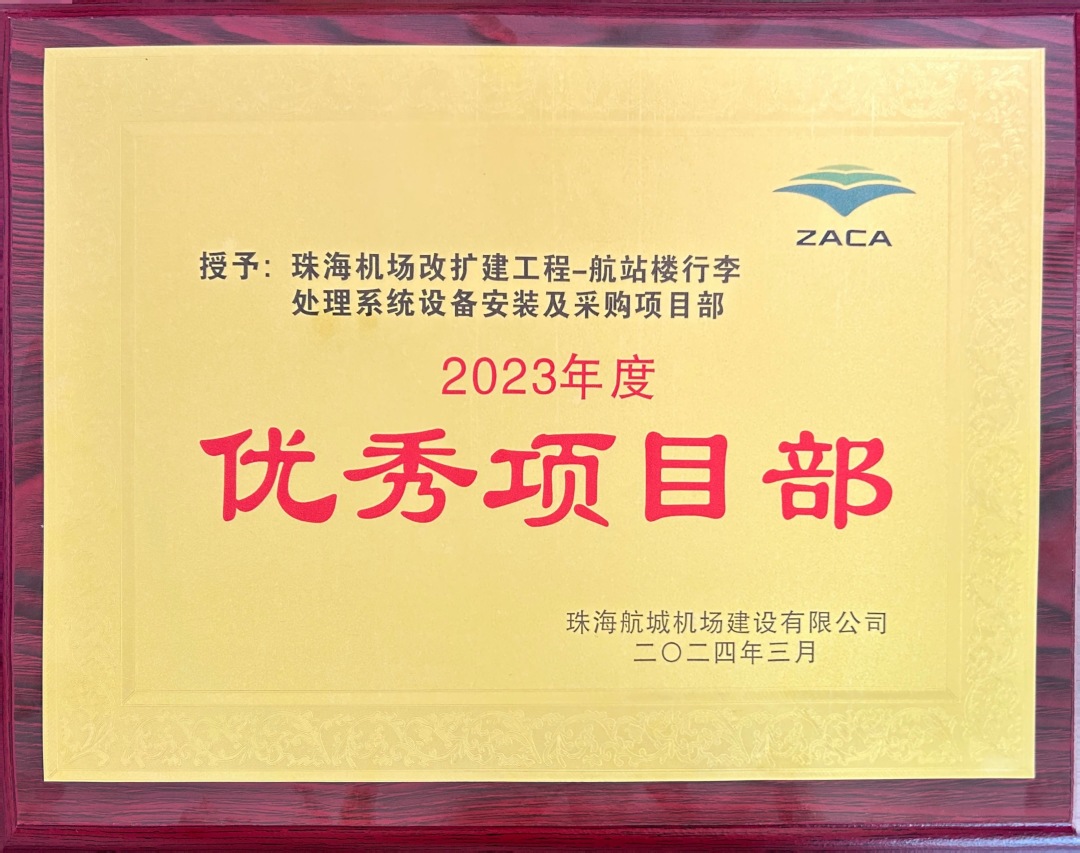 ZACA
授予：珠海机场改扩建工程-航站楼行李
处理系统设备安装及采购项目部
2023年度
优秀项目部
珠海航城机场建设有限公司
二〇二四年三月